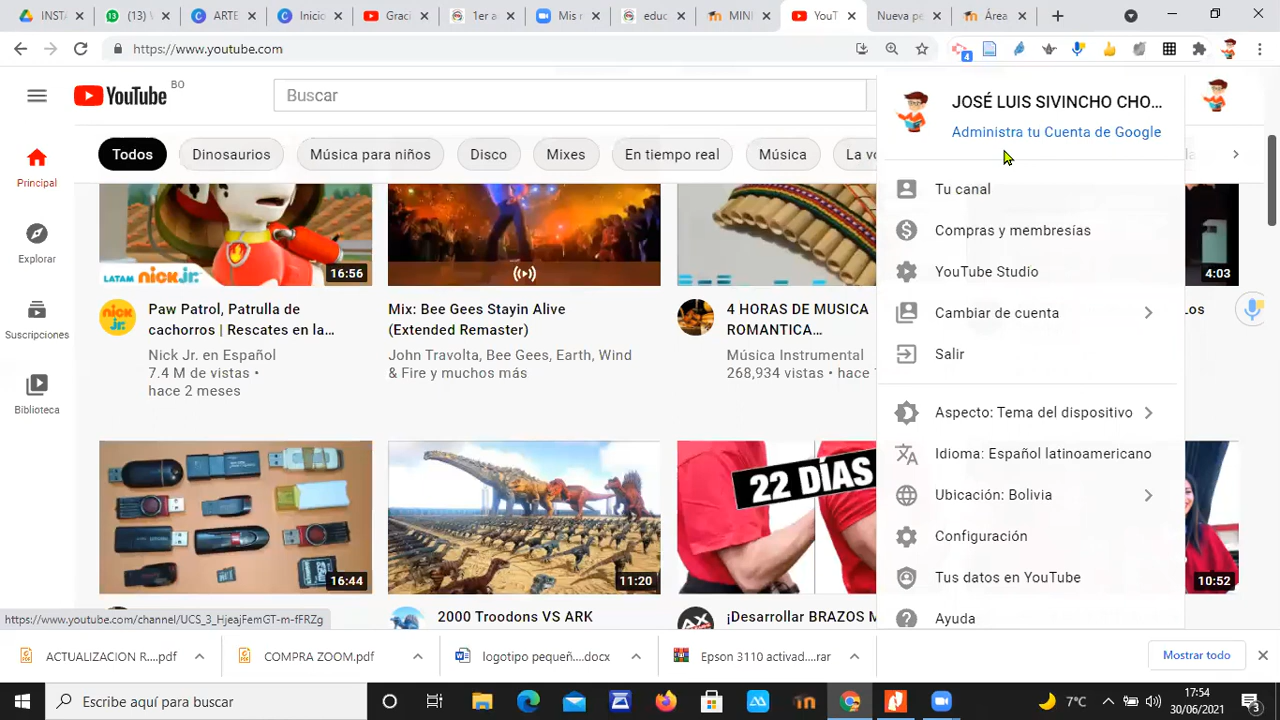 INST
(13)
ARTE
Inicio
Graci
1er a
Mis r
educ
MINI
YouT
Nueva pe
Área
https://www.youtube.com
4
YouTube BO
Buscar
JOSÉ LUIS SIVINCHO CHO...
Administra tu Cuenta de Google
Todos
Dinosaurios
Música para niños
Disco
Mixes
En tiempo real
Música
La vo
Principal
Explorar
Suscripciones
Biblioteca
Tu canal
Compras y membresías
YouTube Studio
Cambiar de cuenta
Salir
Aspecto: Tema del dispositivo
Idioma: Español latinoamericano
Ubicación: Bolivia
Configuración
Tus datos en YouTube
Ayuda
LATAM nick jr.
16:56
4:03
nick jr.
Paw Patrol, Patrulla de
cachorros | Rescates en la...
Nick Jr. en Español
7.4 M de vistas •
hace 2 meses
Mix: Bee Gees Stayin Alive
(Extended Remaster)
John Travolta, Bee Gees, Earth, Wind
& Fire y muchos más
4 HORAS DE MUSICA
ROMANTICA...
Música Instrumental
268,934 vistas • hace
Los
22 DÍAS
16:44
11:20
10:52
2000 Troodons VS ARK
¡Desarrollar BRAZOS M
https://www.youtube.com/channel/UCS_3_HjeajFemGT-m-fFRZg
ACTUALIZACION R....pdf
COMPRA ZOOM.pdf
logotipo pequeñ....docx
Epson 3110 activad....rar
Mostrar todo
Escribe aquí para buscar
7°C
17:54
30/06/2021
3